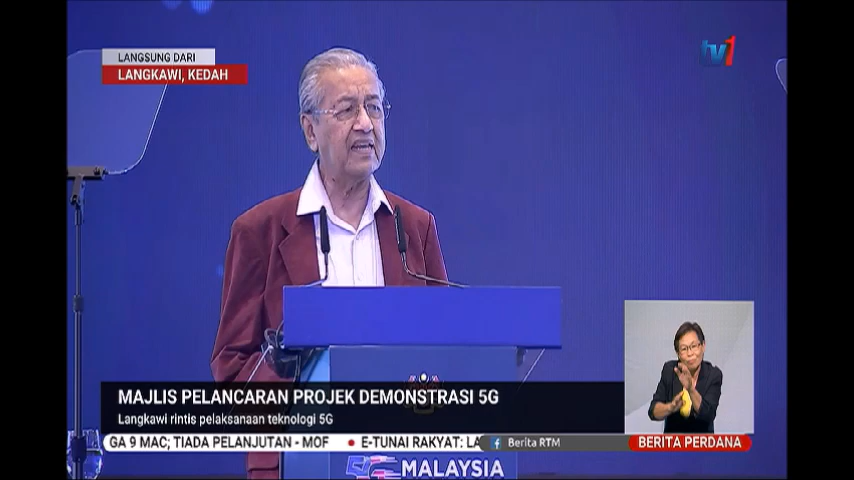 LANGSUNG DARI
LANGKAWI, KEDAH
tv1
MAJLIS PELANCARAN PROJEK DEMONSTRASI 5G
Langkawi rintis pelaksanaan teknologi 5G
GA 9 MAC; TIADA PELANJUTAN - MOF • E-TUNAI RAKYAT: LA
f Berita RTM
BERITA PERDANA
5G MALAYSIA